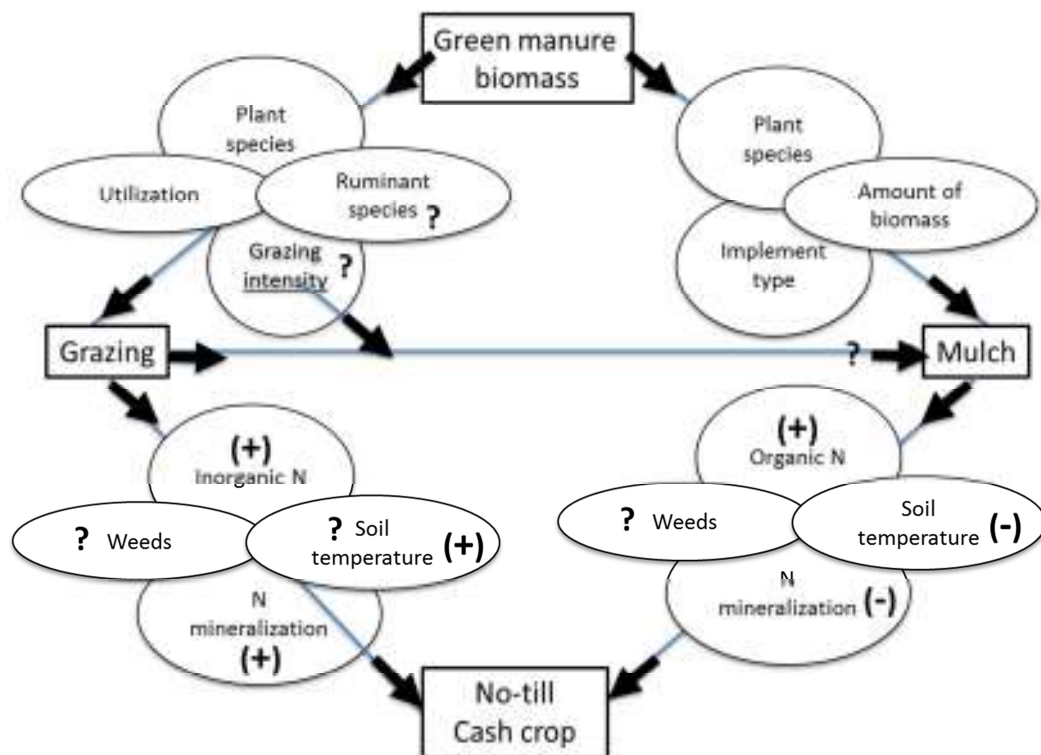 Green manure
biomass
Plant
species
Utilization
Ruminant
species ?
Grazing ?
intensity
Plant
species
Amount of
biomass
Implement
type
Grazing
?
Mulch
(+)
Inorganic N
? Weeds
? Soil
temperature (+)
N
mineralization
(+)
(+)
Organic N
? Weeds
Soil
temperature (-)
N
mineralization (-)
No-till
Cash crop